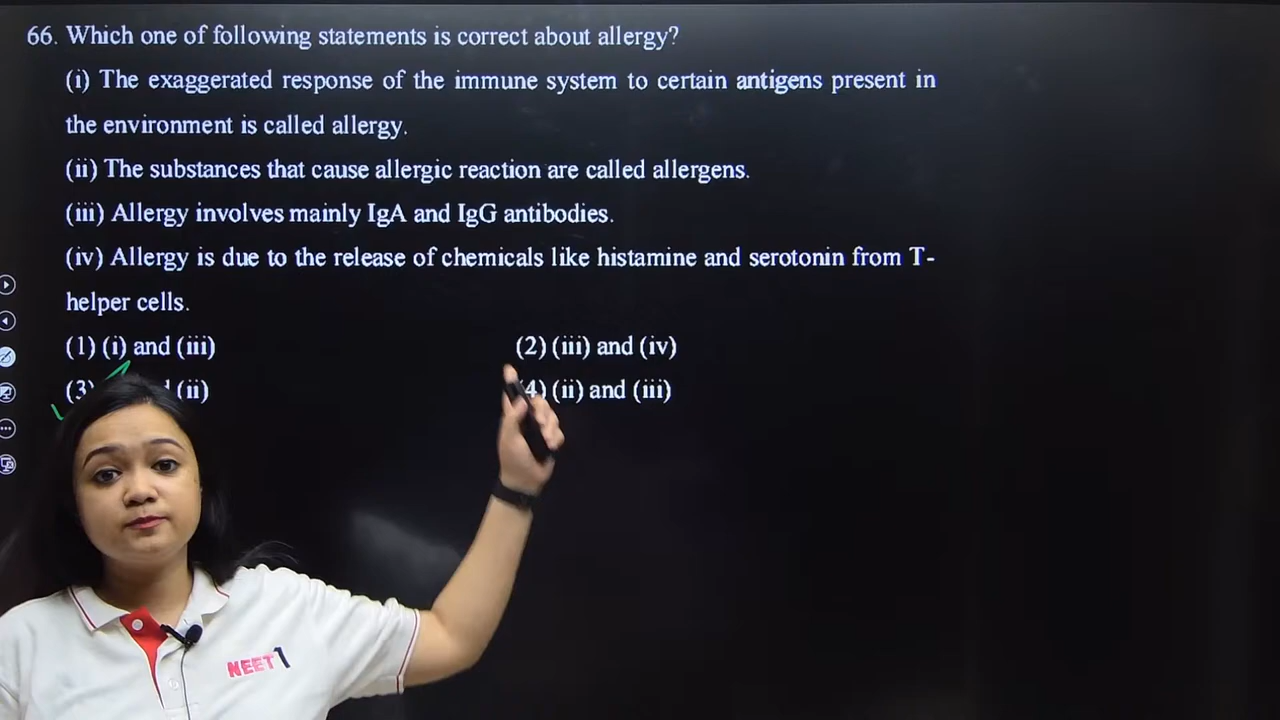 66. Which one of following statements is correct about allergy?
(i) The exaggerated response of the immune system to certain antigens present in
the environment is called allergy.
(ii) The substances that cause allergic reaction are called allergens.
(iii) Allergy involves mainly IgA and IgG antibodies.
(iv) Allergy is due to the release of chemicals like histamine and serotonin from T-
helper cells.
(1) (i) and (iii) (2) (iii) and (iv)
(3) (ii) (4) (ii) and (iii)
NEET1